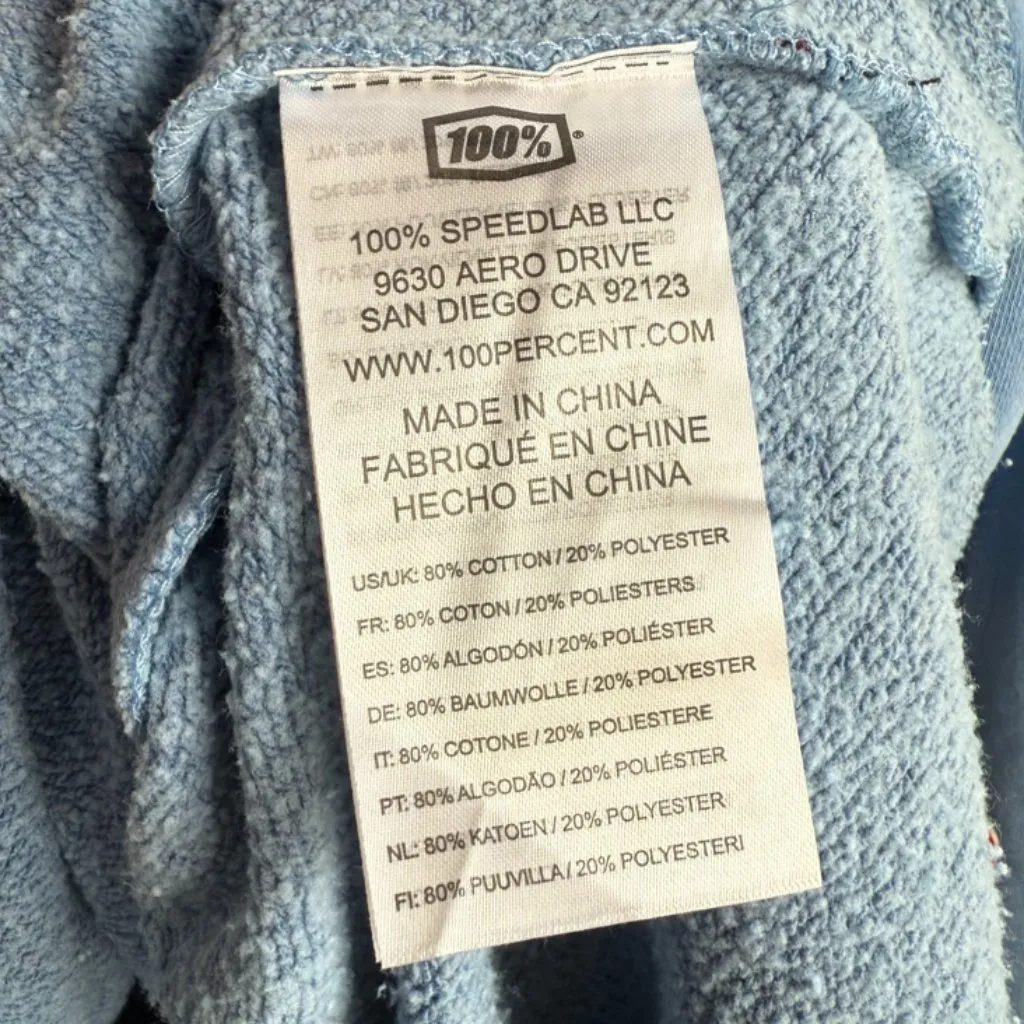 100%®
100% SPEEDLAB LLC
9630 AERO DRIVE
SAN DIEGO CA 92123
WWW.100PERCENT.COM
MADE IN CHINA
FABRIQUÉ EN CHINE
HECHO EN CHINA
US/UK: 80% COTTON / 20% POLYESTER
FR: 80% COTON / 20% POLIESTERS
ES: 80% ALGODÓN / 20% POLIÉSTER
DE: 80% BAUMWOLLE / 20% POLYESTER
IT: 80% COTONE / 20% POLIESTERE
PT: 80% ALGODÃO / 20% POLIÉSTER
NL: 80% KATOEN / 20% POLYESTER
FI: 80% PUUVILLA / 20% POLYESTERI